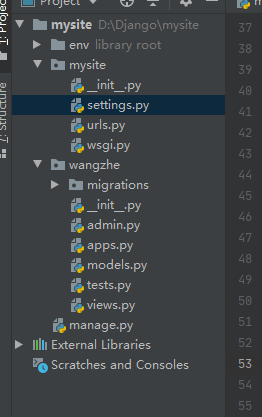 Project
mysite D:\Django\mysite
env library root
mysite
__init__.py
settings.py
urls.py
wsgi.py
wangzhe
migrations
__init__.py
admin.py
apps.py
models.py
tests.py
views.py
manage.py
External Libraries
Scratches and Consoles
1: Project
7: Structure
37
38
39
40
41
42
43
44
45
46
47
48
49
50
51
52
53
54
55